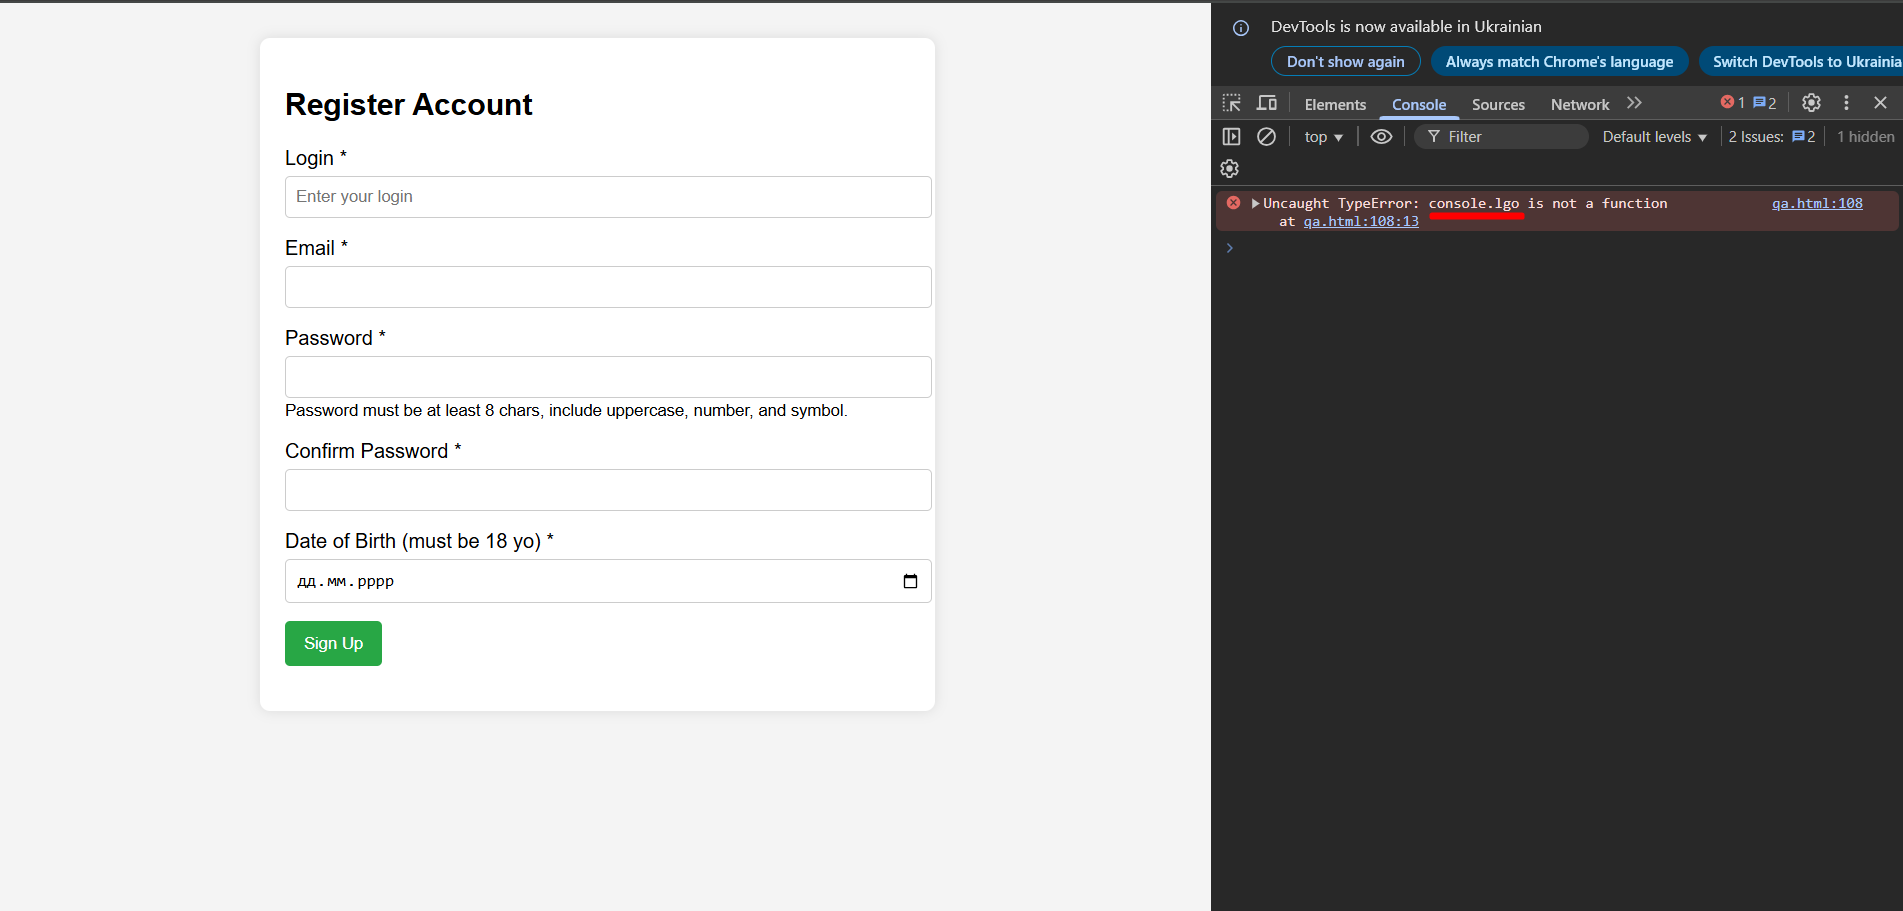 Register Account
Login *
Enter your login
Email *
Password *
Password must be at least 8 chars, include uppercase, number, and symbol.
Confirm Password *
Date of Birth (must be 18 yo) *
дд.мм.рррр
Sign Up
DevTools is now available in Ukrainian
Don't show again Always match Chrome's language Switch DevTools to Ukrainia
Elements Console Sources Network 1 2
top Filter Default levels 2 Issues: 2 1 hidden
Uncaught TypeError: console.lgo is not a function qa.html:108
at qa.html:108:13